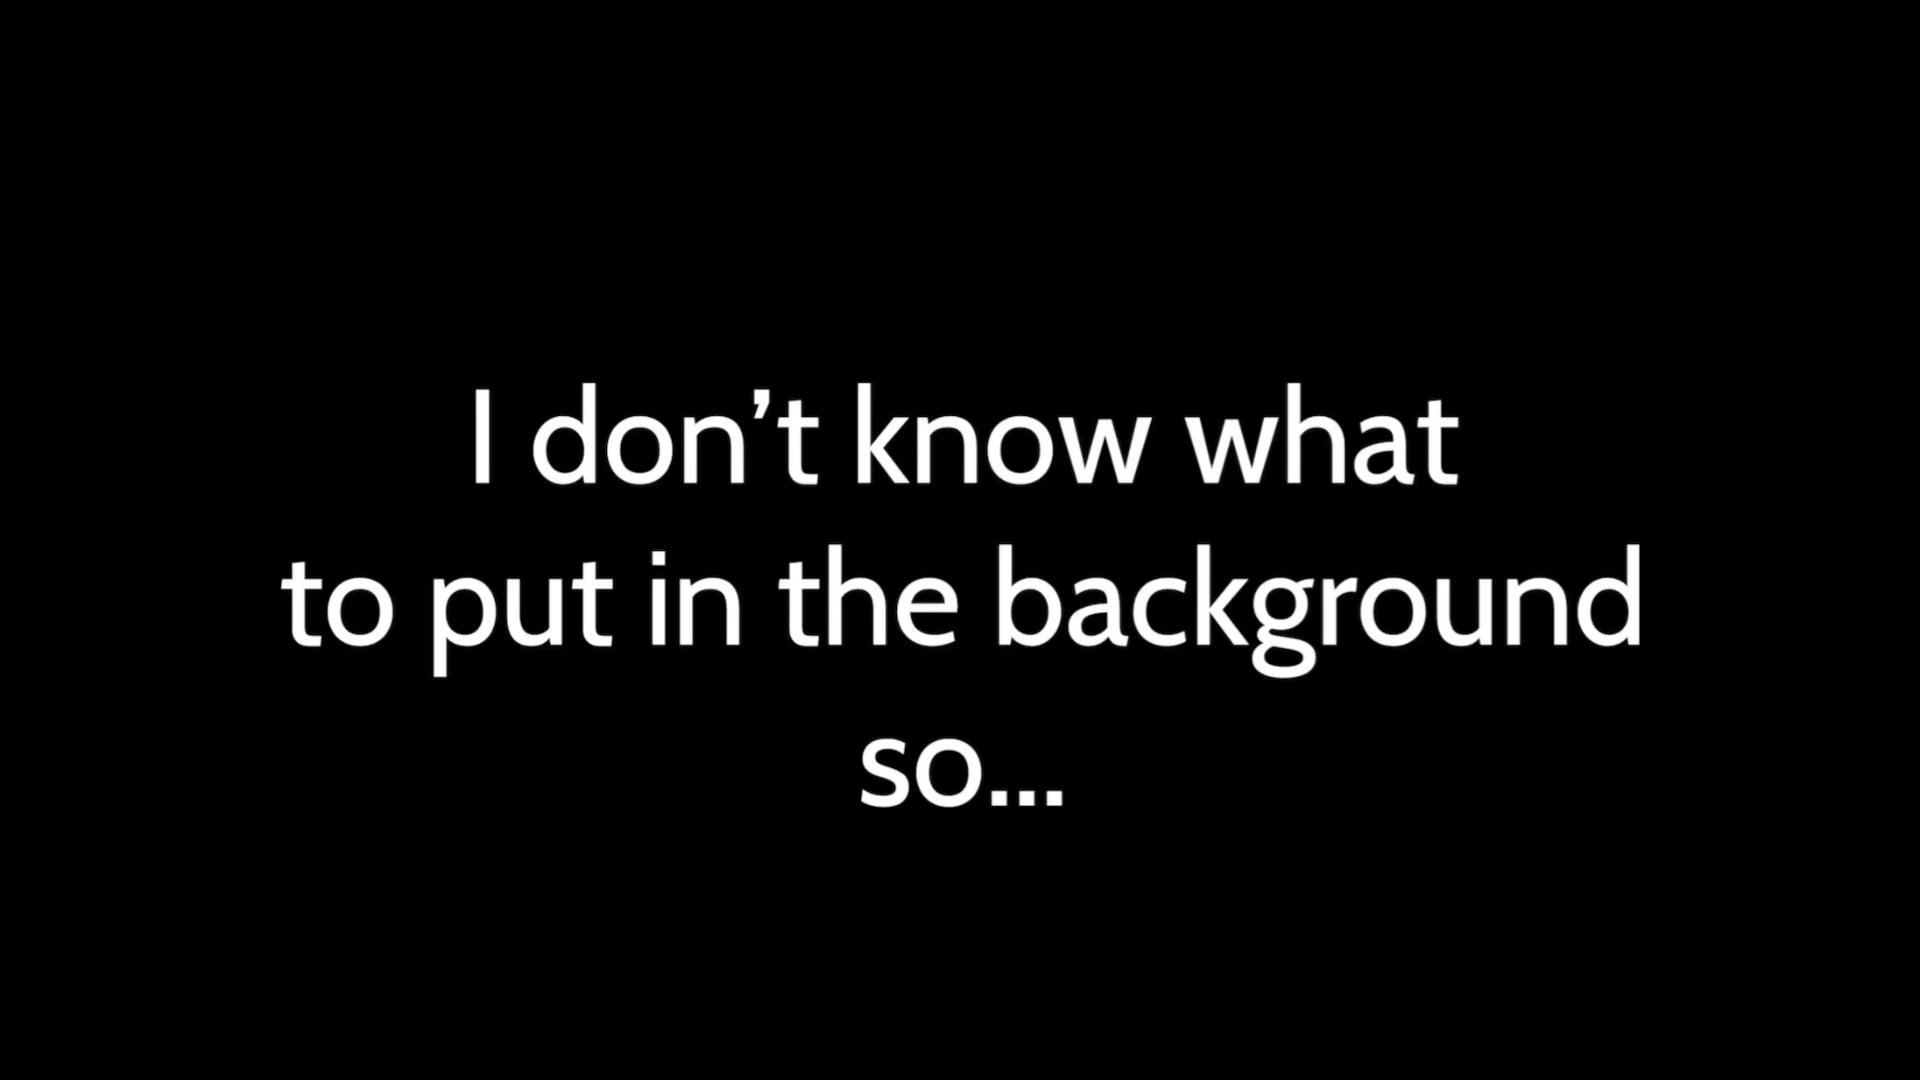 I don’t know what
to put in the background
so...